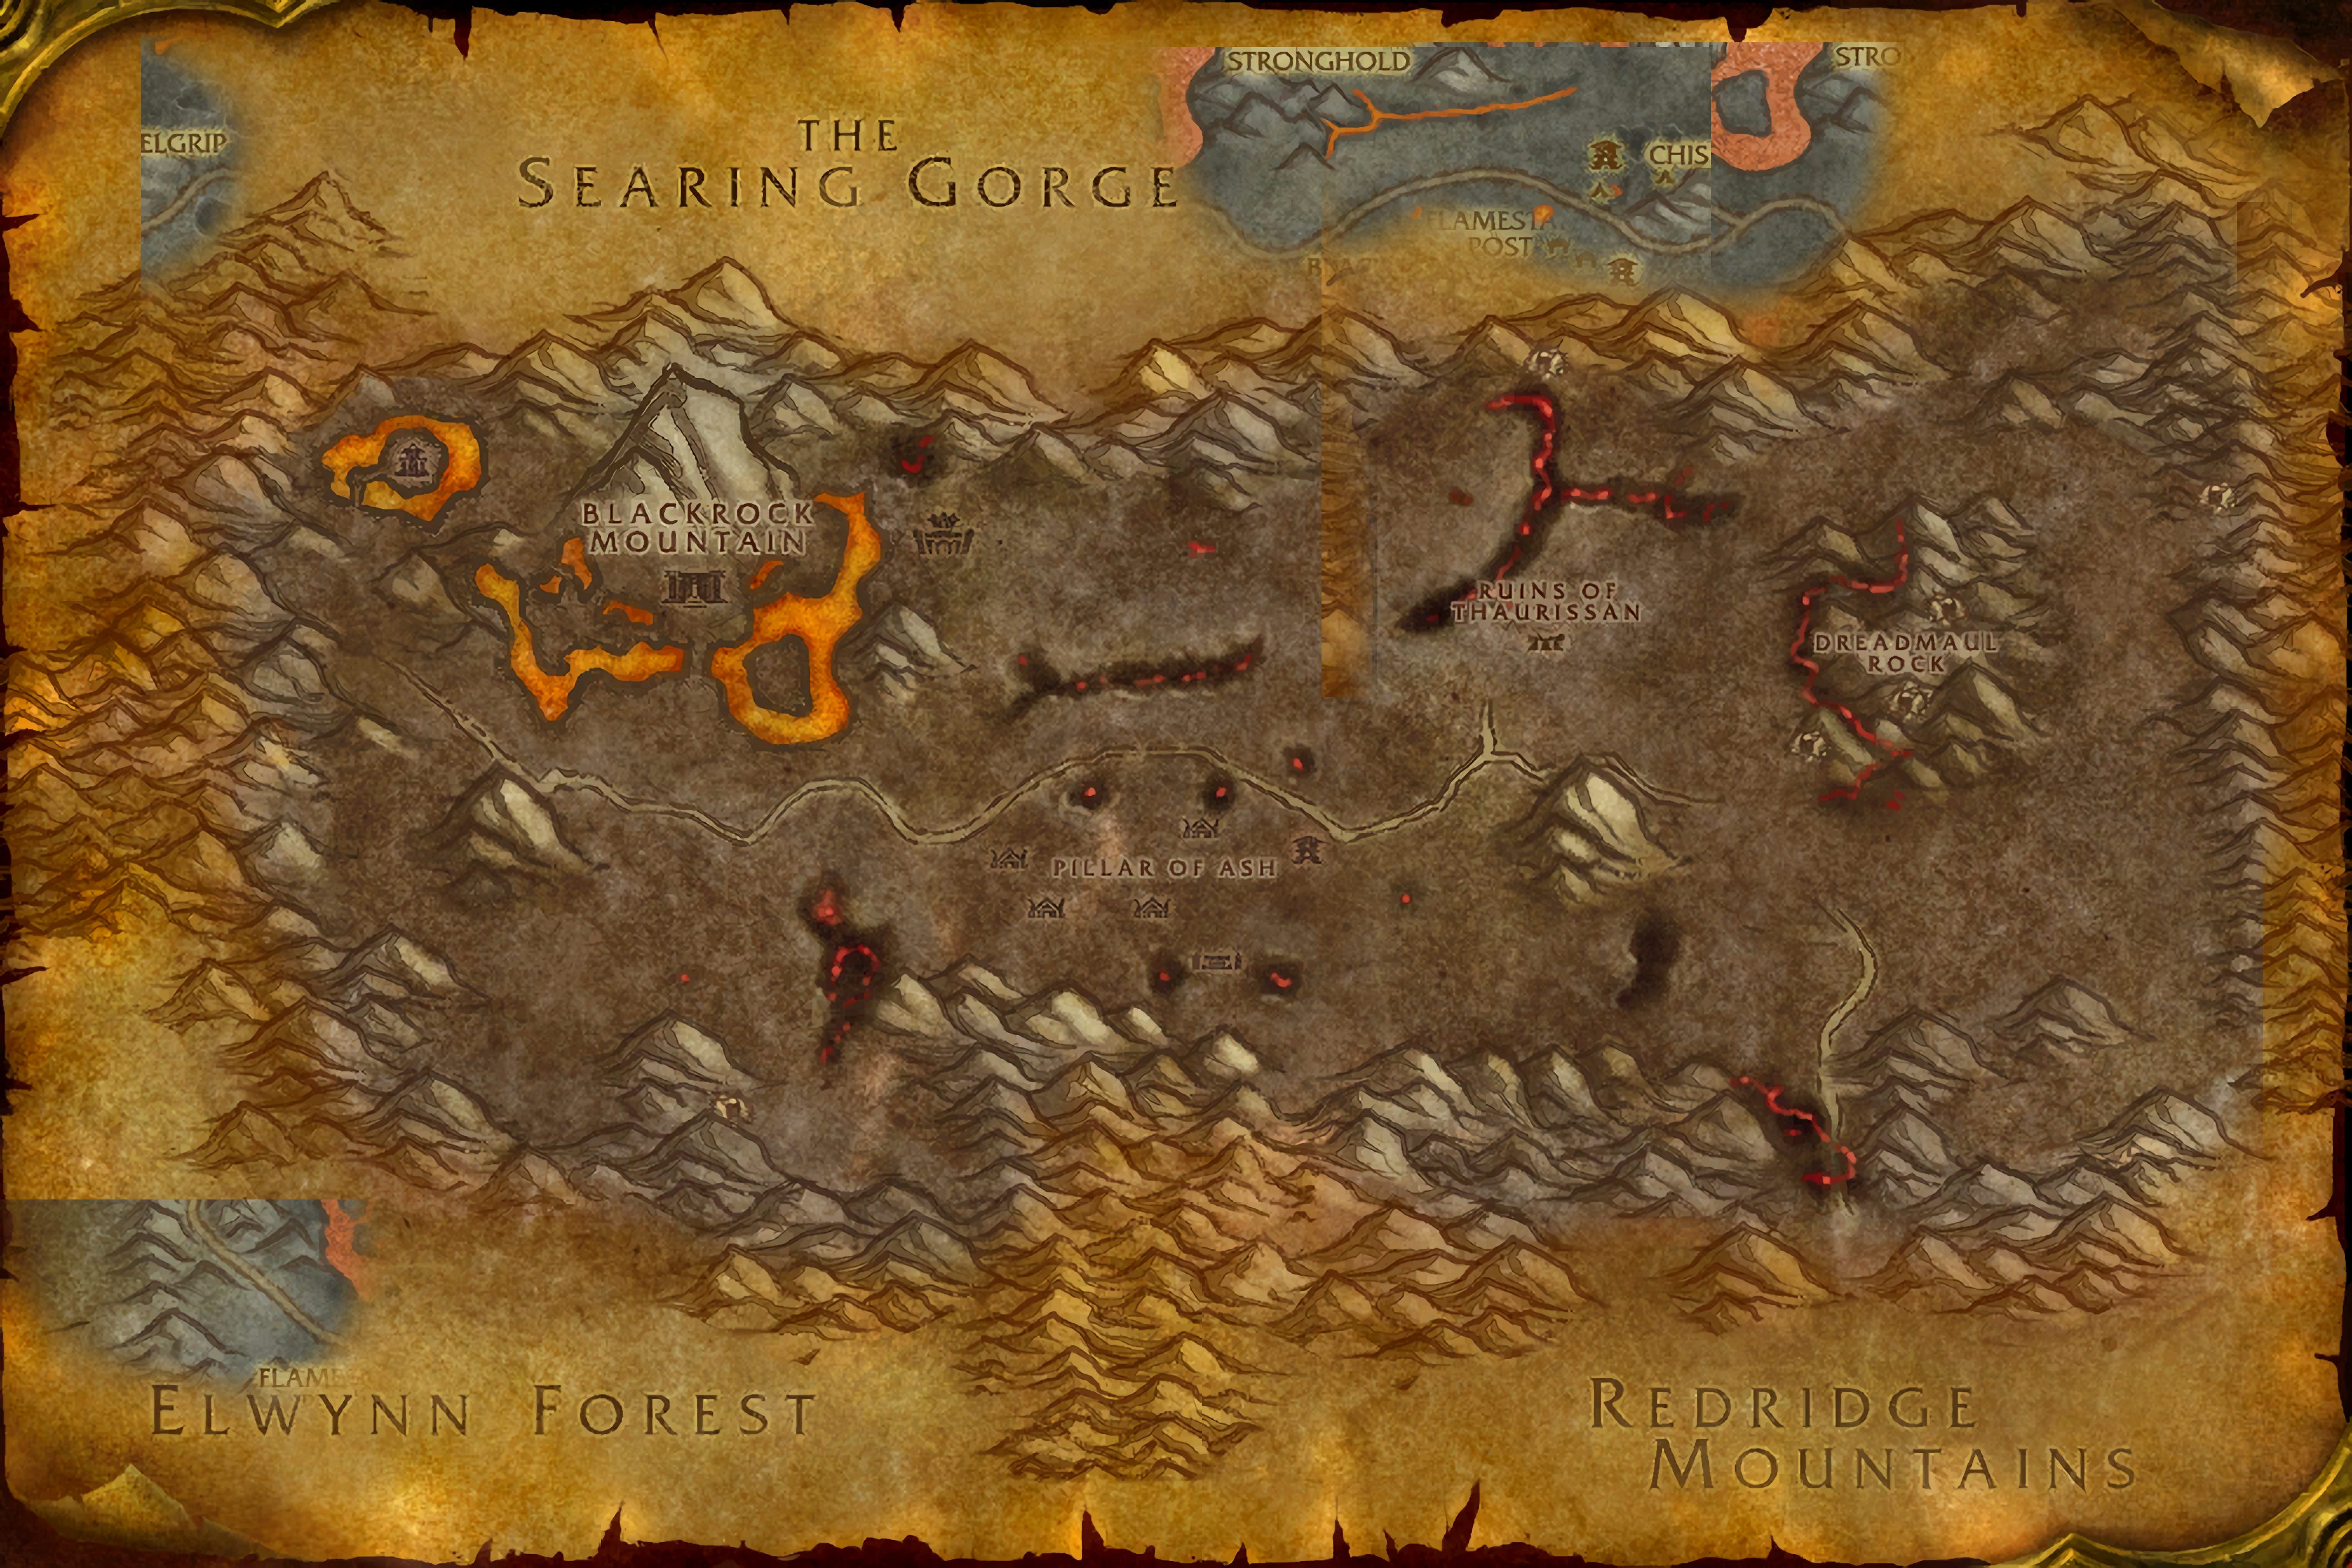 STRONGHOLD
STRO
ELGRIP
THE
SEARING GORGE
CHIS
LAMESTA
POST
BLACKROCK
MOUNTAIN
RUINS OF
THAURISSAN
DREADMAUL
ROCK
PILLAR OF ASH
FLAME
ELWYNN FOREST
REDRIDGE
MOUNTAINS